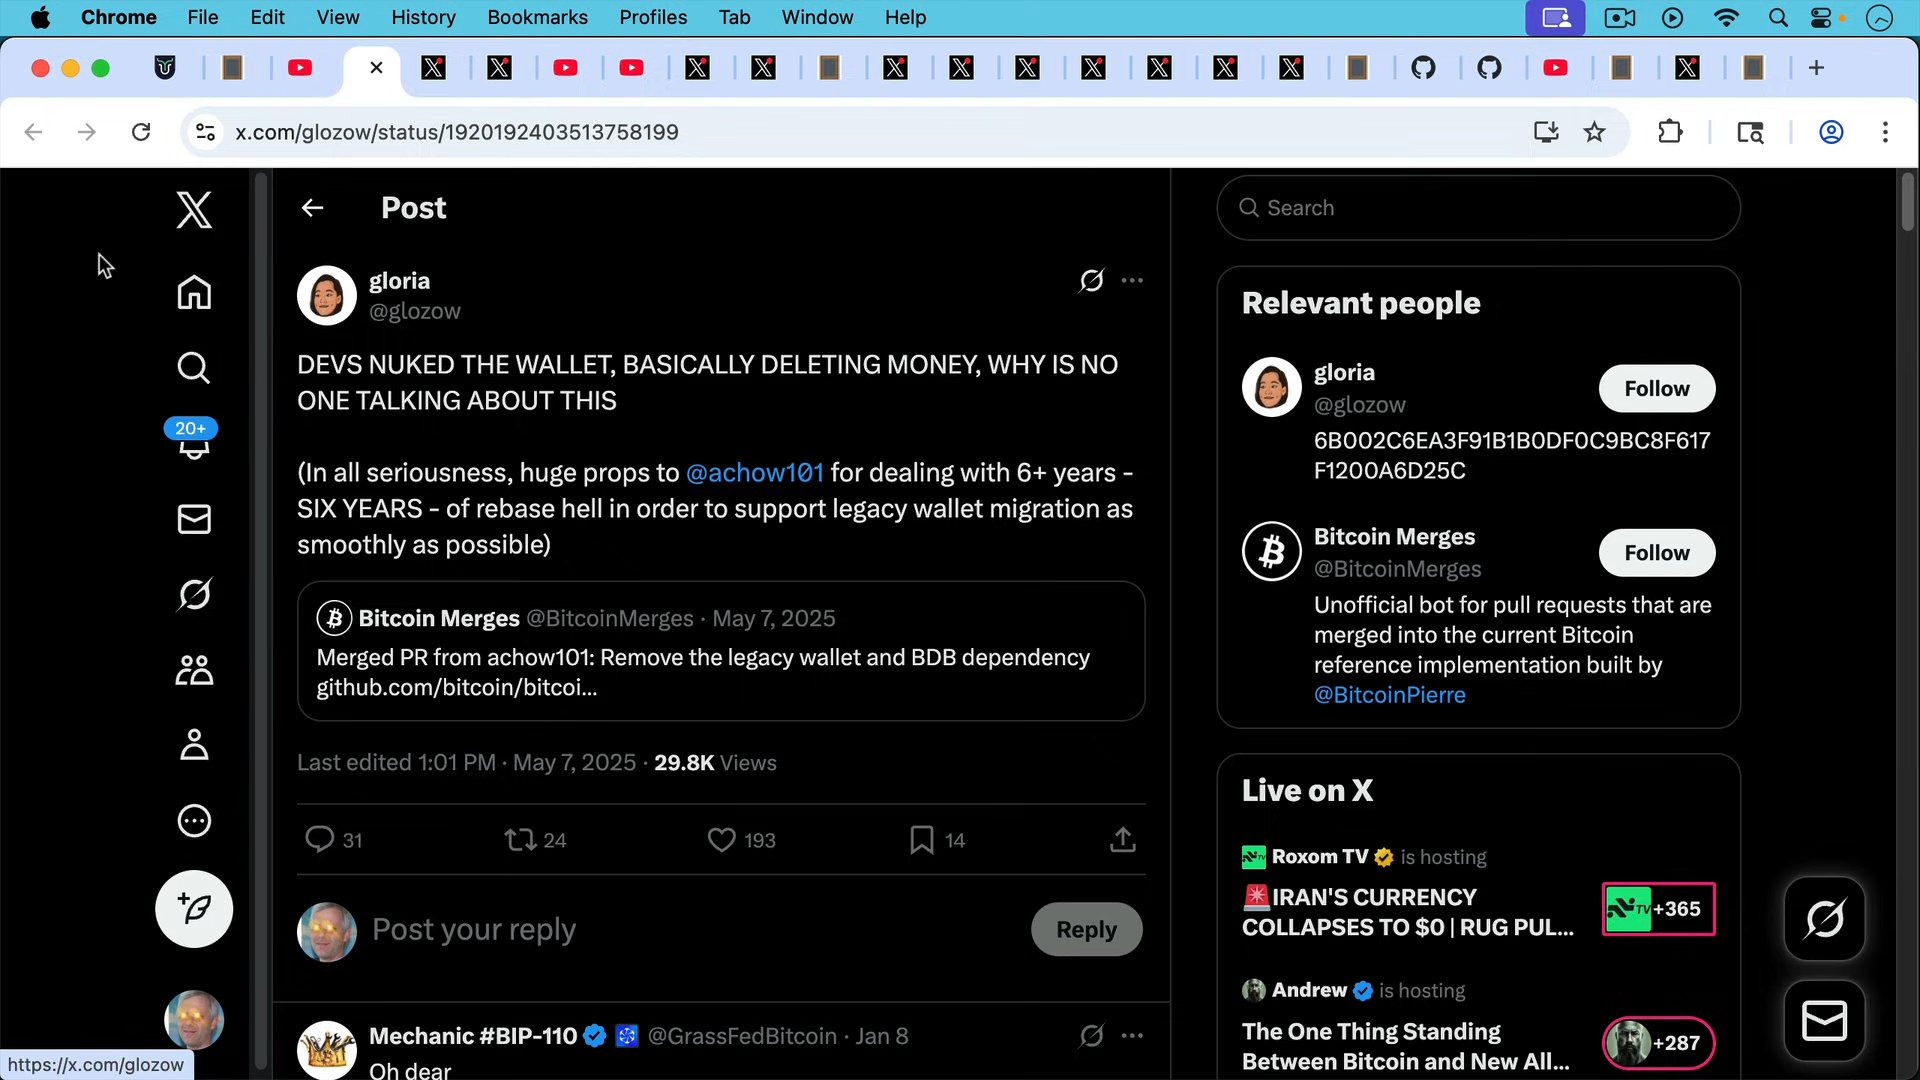 Chrome File Edit View History Bookmarks Profiles Tab Window Help
x.com/glozow/status/1920192403513758199
Post
gloria
@glozow
DEVS NUKED THE WALLET, BASICALLY DELETING MONEY, WHY IS NO
ONE TALKING ABOUT THIS
(In all seriousness, huge props to @achow101 for dealing with 6+ years -
SIX YEARS - of rebase hell in order to support legacy wallet migration as
smoothly as possible)
Bitcoin Merges @BitcoinMerges · May 7, 2025
Merged PR from achow101: Remove the legacy wallet and BDB dependency
github.com/bitcoin/bitcoi...
Last edited 1:01 PM · May 7, 2025 · 29.8K Views
31 24 193 14
Post your reply
Reply
Mechanic #BIP-110 @GrassFedBitcoin · Jan 8
Oh dear
20+
Search
Relevant people
gloria
@glozow
Follow
6B002C6EA3F91B1B0DF0C9BC8F617
F1200A6D25C
Bitcoin Merges
@BitcoinMerges
Follow
Unofficial bot for pull requests that are
merged into the current Bitcoin
reference implementation built by
@BitcoinPierre
Live on X
Roxom TV is hosting
🚨IRAN'S CURRENCY
COLLAPSES TO $0 | RUG PUL...
TV +365
Andrew is hosting
The One Thing Standing
Between Bitcoin and New All...
+287
https://x.com/glozow